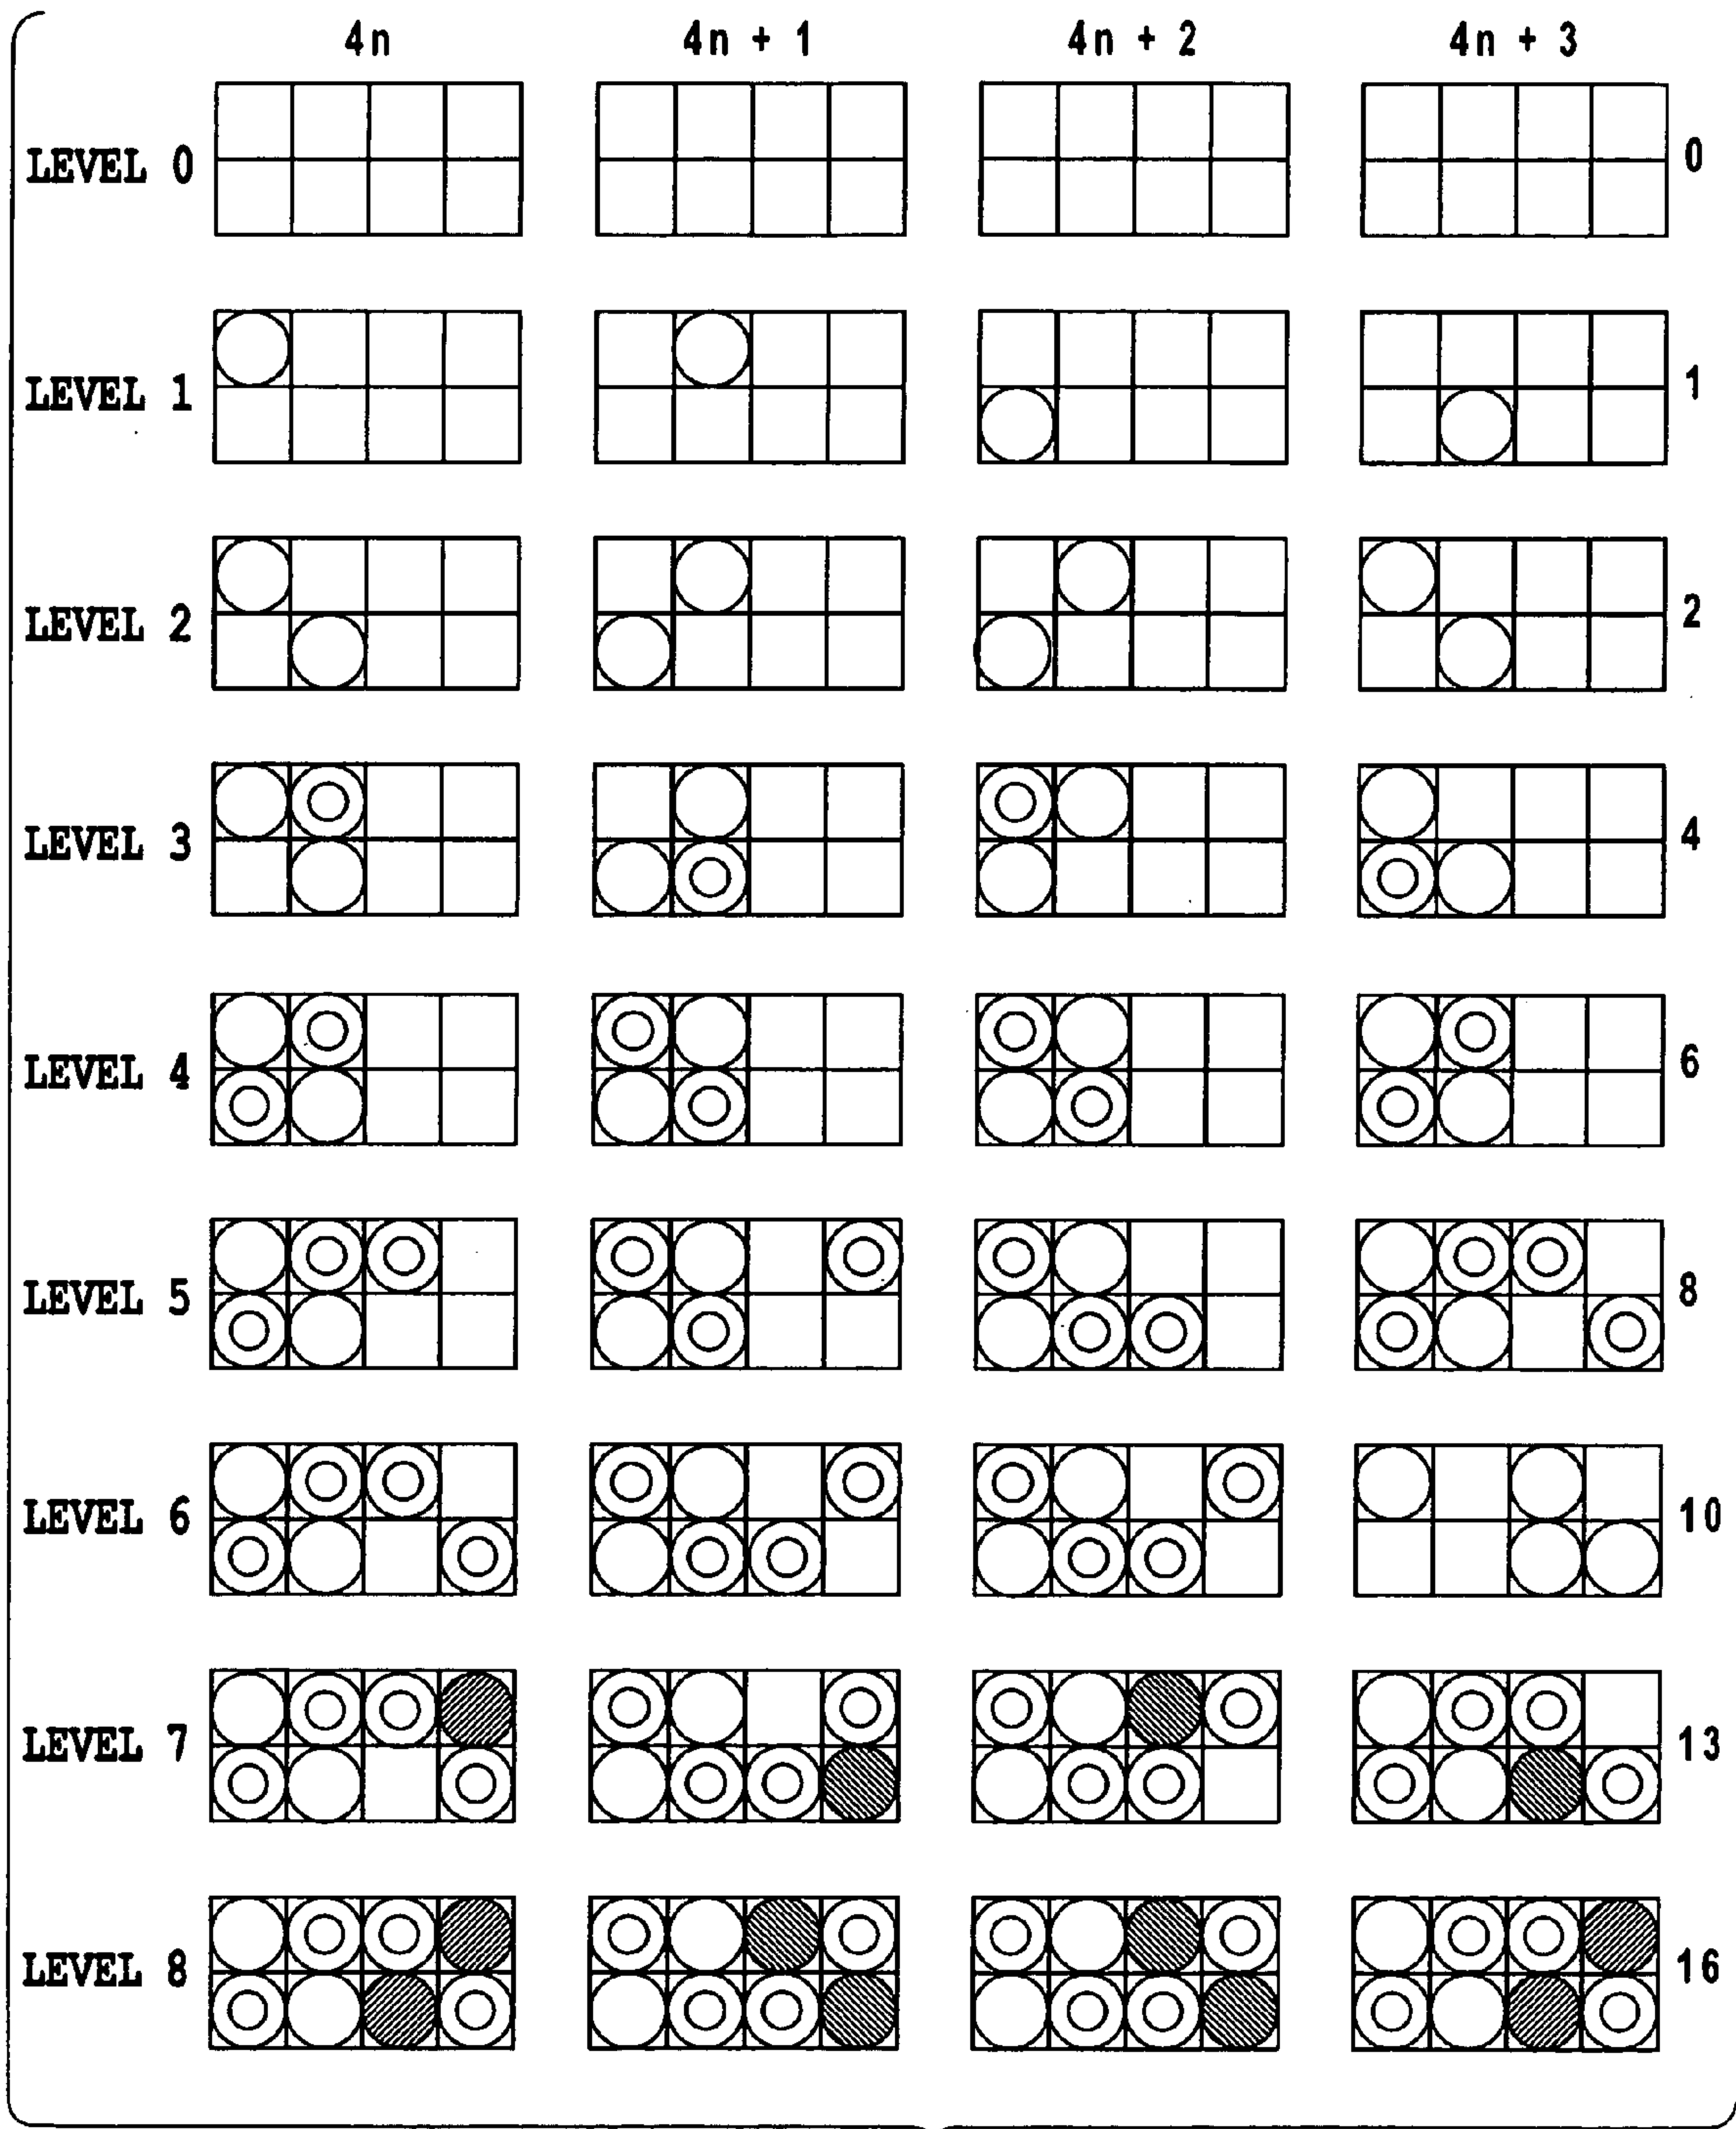 4n 4n + 1 4n + 2 4n + 3
LEVEL 0 0
LEVEL 1 1
LEVEL 2 2
LEVEL 3 4
LEVEL 4 6
LEVEL 5 8
LEVEL 6 10
LEVEL 7 13
LEVEL 8 16